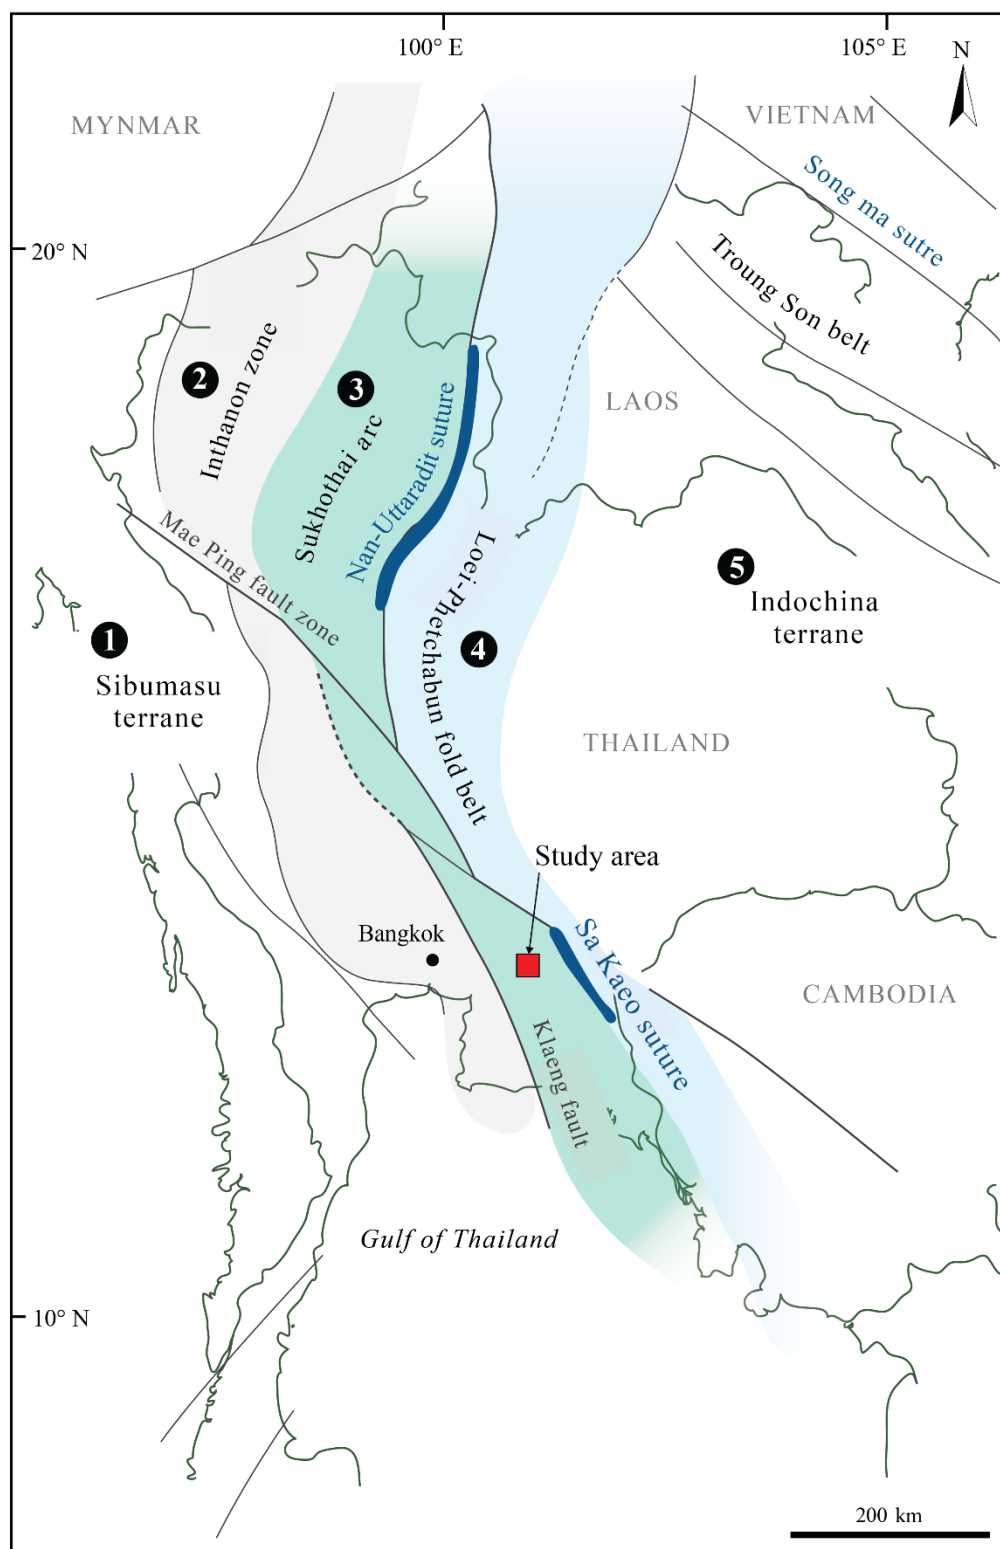 100° E
105° E
N
MYNMAR
VIETNAM
Song ma sutre
20° N
Troung Son belt
2
Inthanon zone
3
Sukhothai arc
Nan-Uttaradit suture
LAOS
Mae Ping fault zone
Loei-Phetchabun fold belt
4
5
Indochina
terrane
1
Sibumasu
terrane
THAILAND
Study area
Bangkok
Sa Kaeo suture
CAMBODIA
Klaeng fault
Gulf of Thailand
10° N
200 km